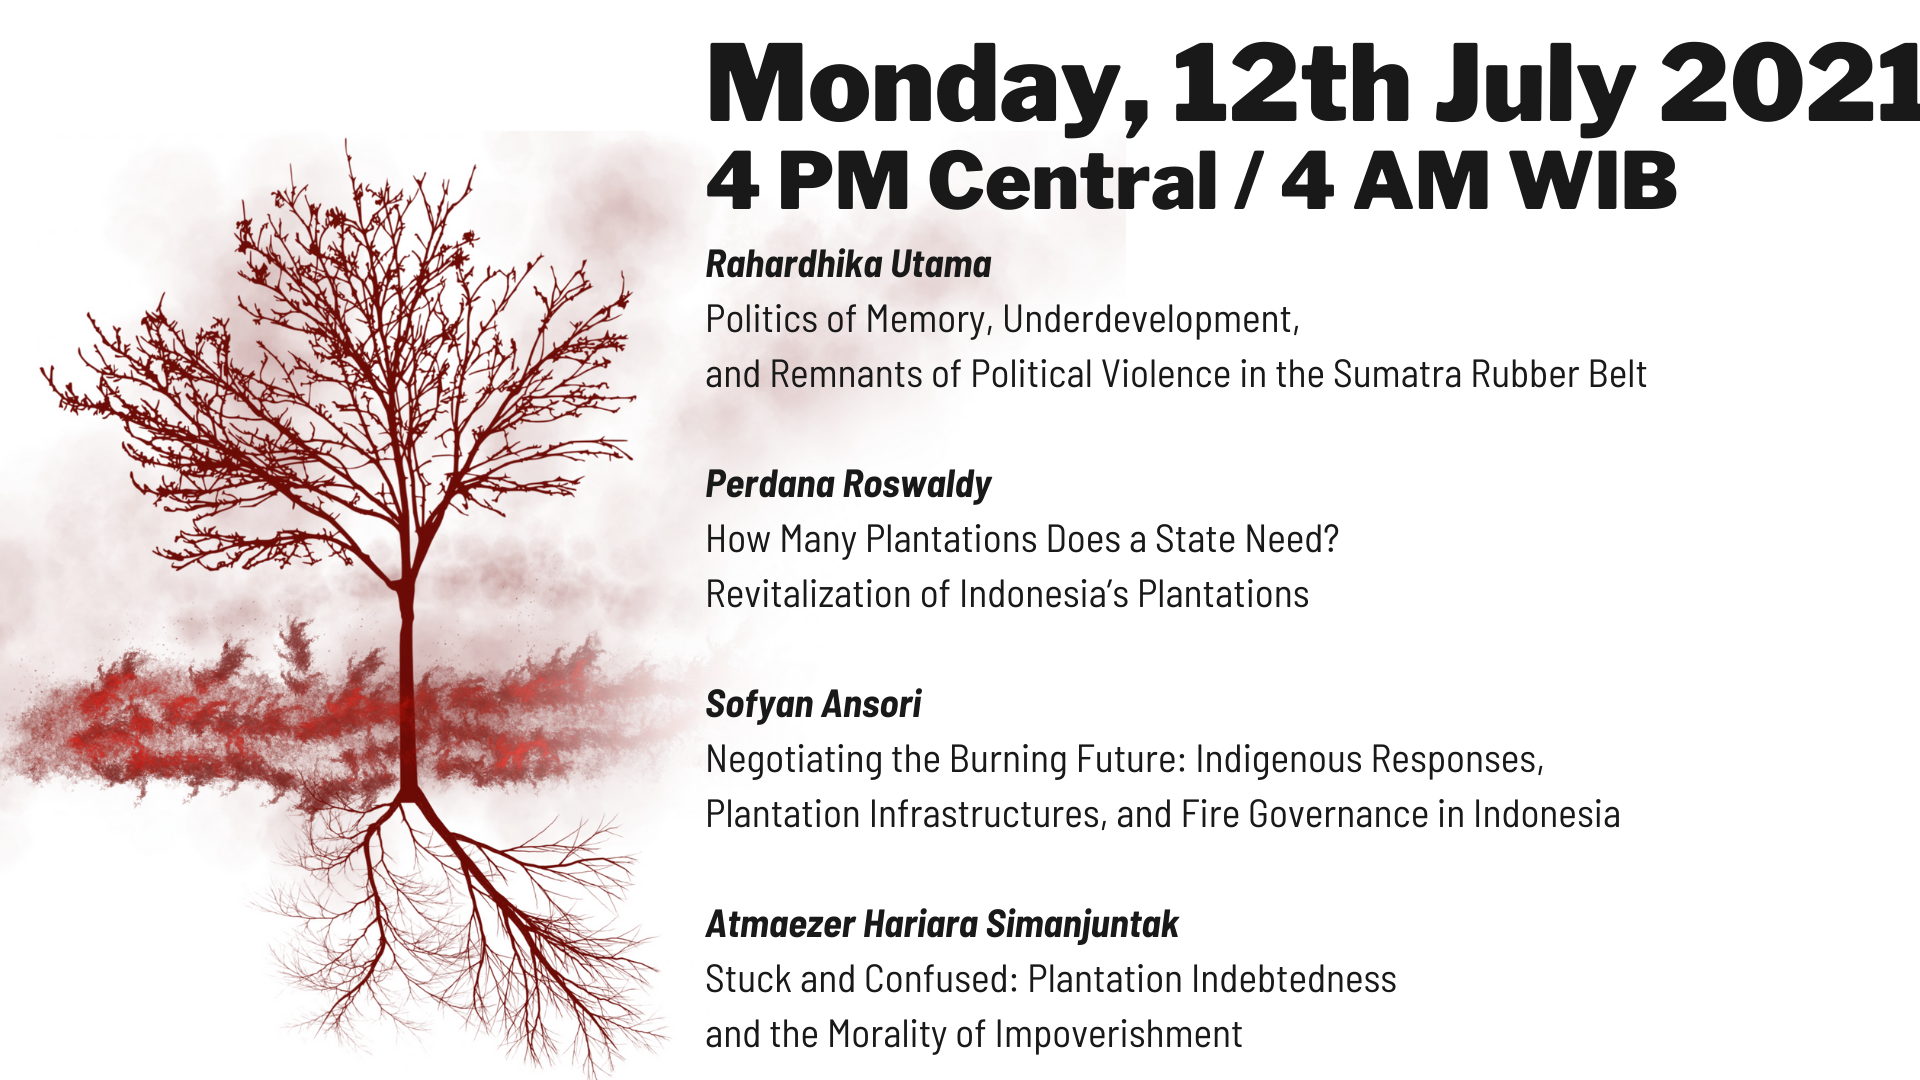 Monday, 12th July 2021
4 PM Central / 4 AM WIB
Rahardhika Utama
Politics of Memory, Underdevelopment,
and Remnants of Political Violence in the Sumatra Rubber Belt
Perdana Roswaldy
How Many Plantations Does a State Need?
Revitalization of Indonesia’s Plantations
Sofyan Ansori
Negotiating the Burning Future: Indigenous Responses,
Plantation Infrastructures, and Fire Governance in Indonesia
Atmaezer Hariara Simanjuntak
Stuck and Confused: Plantation Indebtedness
and the Morality of Impoverishment